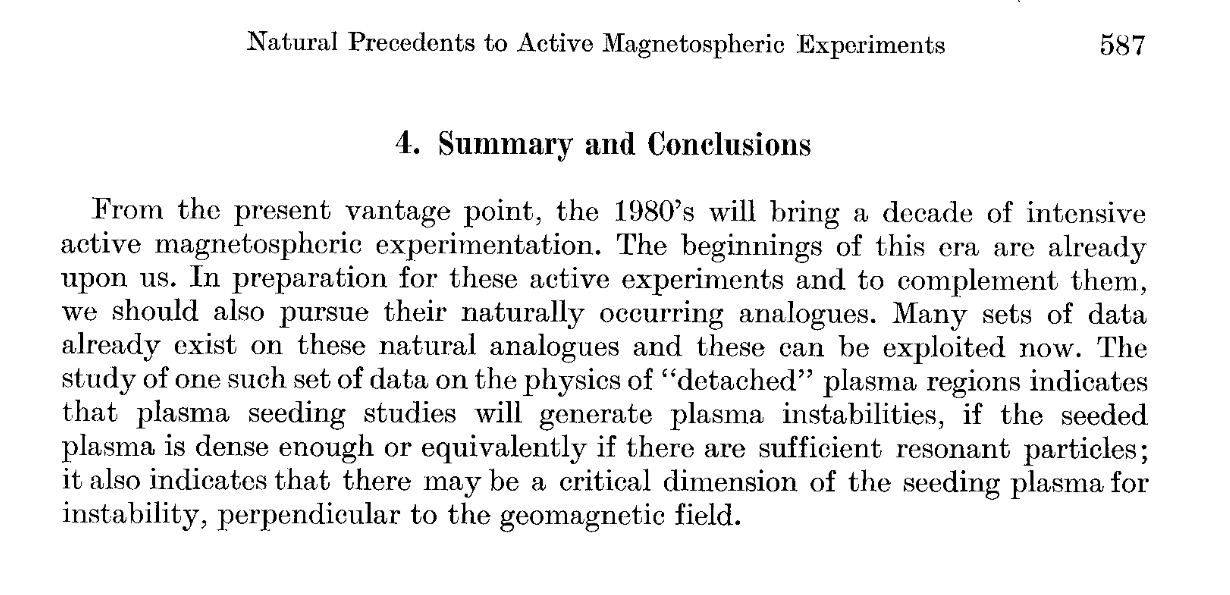 Natural Precedents to Active Magnetospheric Experiments 587
4. Summary and Conclusions
From the present vantage point, the 1980's will bring a decade of intensive
active magnetospheric experimentation. The beginnings of this era are already
upon us. In preparation for these active experiments and to complement them,
we should also pursue their naturally occurring analogues. Many sets of data
already exist on these natural analogues and these can be exploited now. The
study of one such set of data on the physics of “detached” plasma regions indicates
that plasma seeding studies will generate plasma instabilities, if the seeded
plasma is dense enough or equivalently if there are sufficient resonant particles;
it also indicates that there may be a critical dimension of the seeding plasma for
instability, perpendicular to the geomagnetic field.